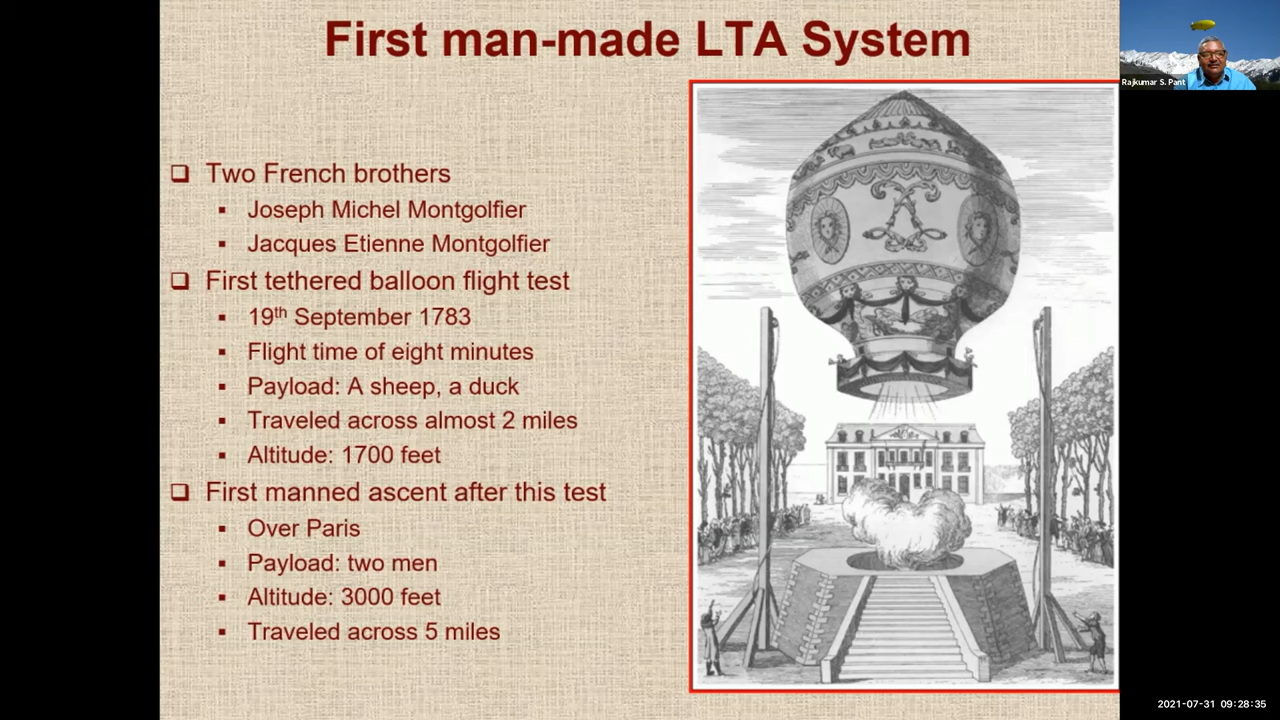 First man-made LTA System
Rajkumar S. Pant
❑ Two French brothers
▪ Joseph Michel Montgolfier
▪ Jacques Etienne Montgolfier
❑ First tethered balloon flight test
▪ 19th September 1783
▪ Flight time of eight minutes
▪ Payload: A sheep, a duck
▪ Traveled across almost 2 miles
▪ Altitude: 1700 feet
❑ First manned ascent after this test
▪ Over Paris
▪ Payload: two men
▪ Altitude: 3000 feet
▪ Traveled across 5 miles
2021-07-31 09:28:35